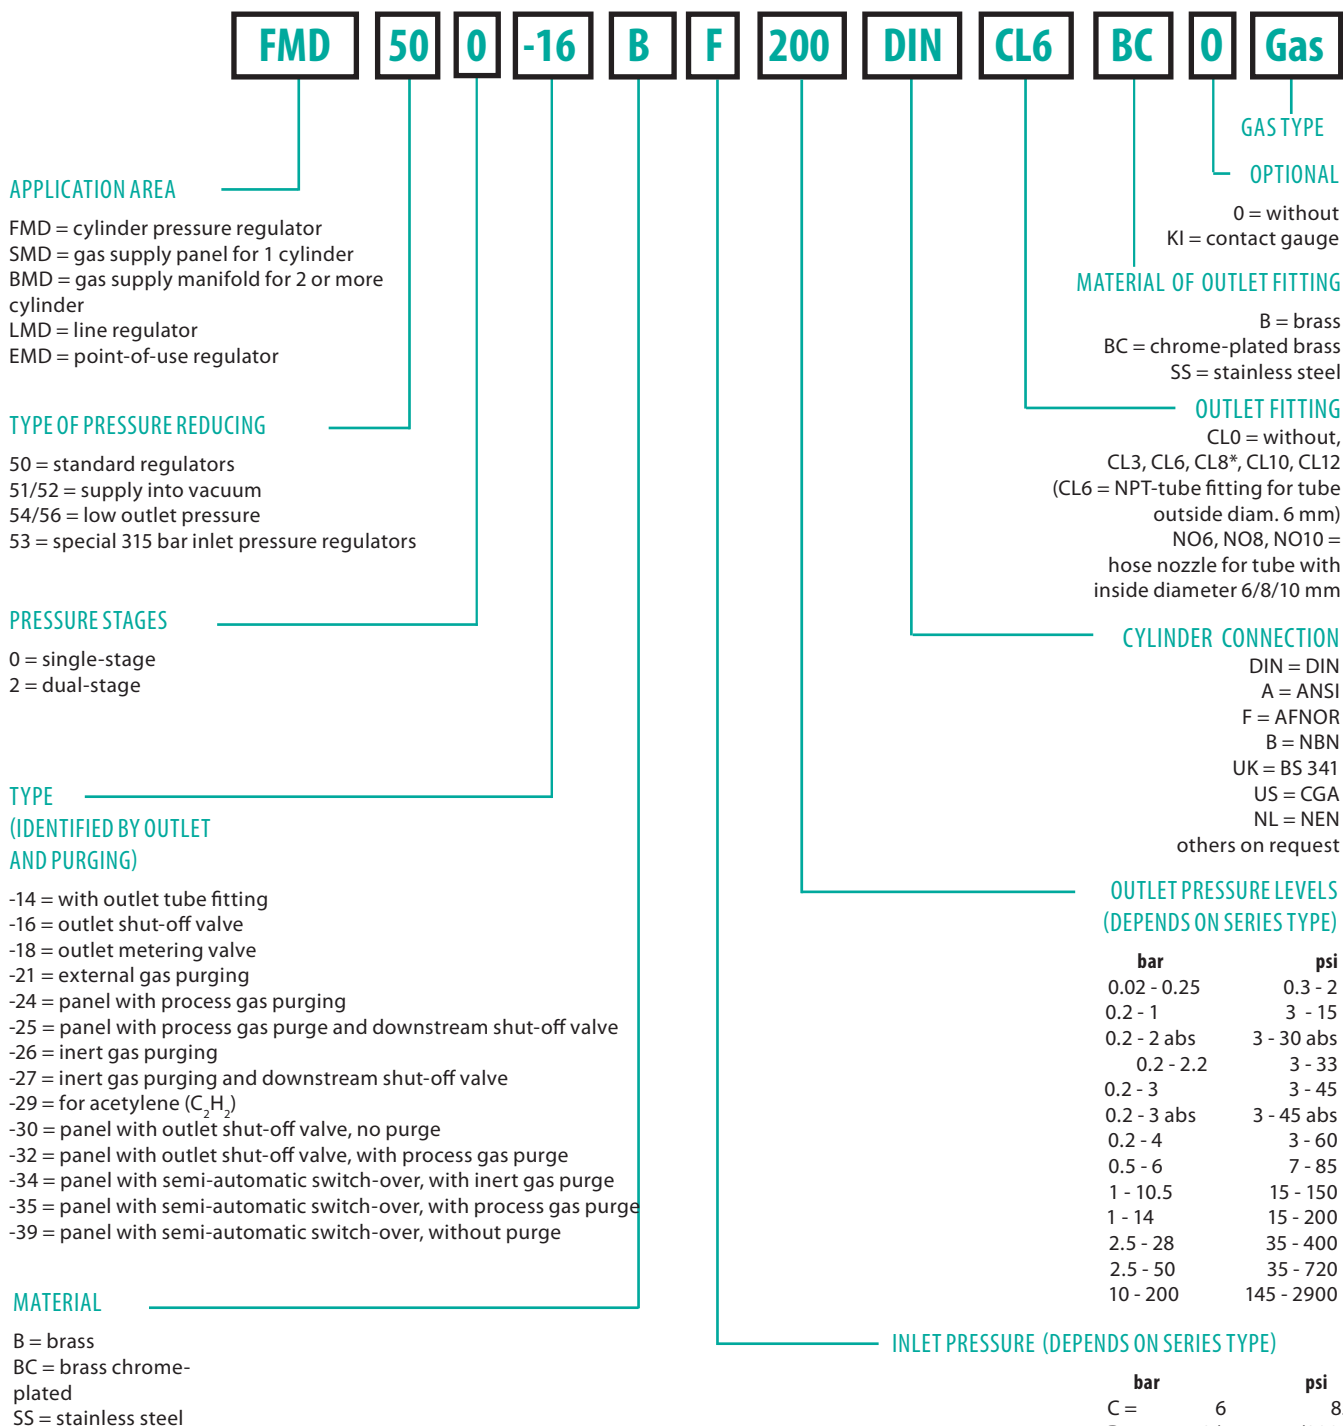 FMD 50 0 -16 B F 200 DIN CL6 BC 0 Gas
GAS TYPE
OPTIONAL
0 = without
KI = contact gauge
MATERIAL OF OUTLET FITTING
B = brass
BC = chrome-plated brass
SS = stainless steel
OUTLET FITTING
CL0 = without,
CL3, CL6, CL8*, CL10, CL12
(CL6 = NPT-tube fitting for tube
outside diam. 6 mm)
NO6, NO8, NO10 =
hose nozzle for tube with
inside diameter 6/8/10 mm
CYLINDER CONNECTION
DIN = DIN
A = ANSI
F = AFNOR
B = NBN
UK = BS 341
US = CGA
NL = NEN
others on request
OUTLET PRESSURE LEVELS
(DEPENDS ON SERIES TYPE)
bar psi
0.02 - 0.25 0.3 - 2
0.2 - 1 3 - 15
0.2 - 2 abs 3 - 30 abs
0.2 - 2.2 3 - 33
0.2 - 3 3 - 45
0.2 - 3 abs 3 - 45 abs
0.2 - 4 3 - 60
0.5 - 6 7 - 85
1 - 10.5 15 - 150
1 - 14 15 - 200
2.5 - 28 35 - 400
2.5 - 50 35 - 720
10 - 200 145 - 2900
INLET PRESSURE (DEPENDS ON SERIES TYPE)
bar psi
C = 6 8
APPLICATION AREA
FMD = cylinder pressure regulator
SMD = gas supply panel for 1 cylinder
BMD = gas supply manifold for 2 or more
cylinder
LMD = line regulator
EMD = point-of-use regulator
TYPE OF PRESSURE REDUCING
50 = standard regulators
51/52 = supply into vacuum
54/56 = low outlet pressure
53 = special 315 bar inlet pressure regulators
PRESSURE STAGES
0 = single-stage
2 = dual-stage
TYPE
(IDENTIFIED BY OUTLET
AND PURGING)
-14 = with outlet tube fitting
-16 = outlet shut-off valve
-18 = outlet metering valve
-21 = external gas purging
-24 = panel with process gas purging
-25 = panel with process gas purge and downstream shut-off valve
-26 = inert gas purging
-27 = inert gas purging and downstream shut-off valve
-29 = for acetylene (C₂H₂)
-30 = panel with outlet shut-off valve, no purge
-32 = panel with outlet shut-off valve, with process gas purge
-34 = panel with semi-automatic switch-over, with inert gas purge
-35 = panel with semi-automatic switch-over, with process gas purge
-39 = panel with semi-automatic switch-over, without purge
MATERIAL
B = brass
BC = brass chrome-
plated
SS = stainless steel